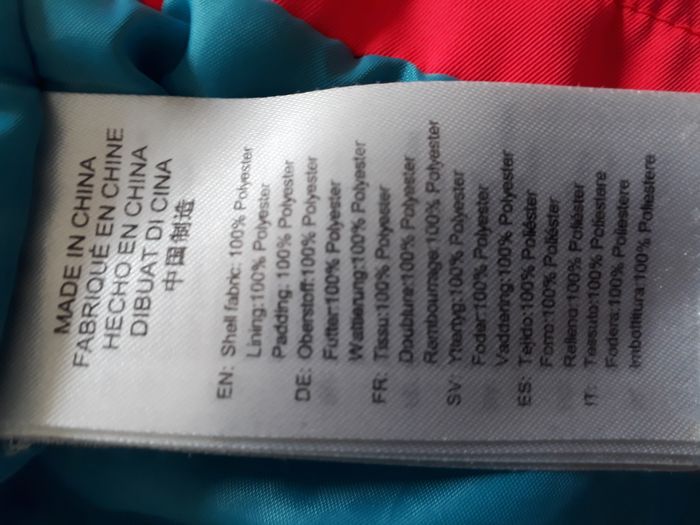 MADE IN CHINA
FABRIQUÉ EN CHINE
HECHO EN CHINA
DIBUAT DI CINA
中国制造
EN: Shell fabric: 100% Polyester
Lining:100% Polyester
Padding: 100% Polyester
DE: Oberstoff:100% Polyester
Futter:100% Polyester
Wattierung:100% Polyester
FR: Tissu:100% Polyester
Doublure:100% Polyester
Rembourrage:100% Polyester
SV: Yttertyg:100% Polyester
Foder:100% Polyester
Vaddering:100% Polyester
ES: Tejido:100% Poliéster
Forro:100% Poliéster
Relleno:100% Poliéster
IT: Tessuto:100% Poliestere
Fodera:100% Poliestere
Imbottitura:100% Poliestere